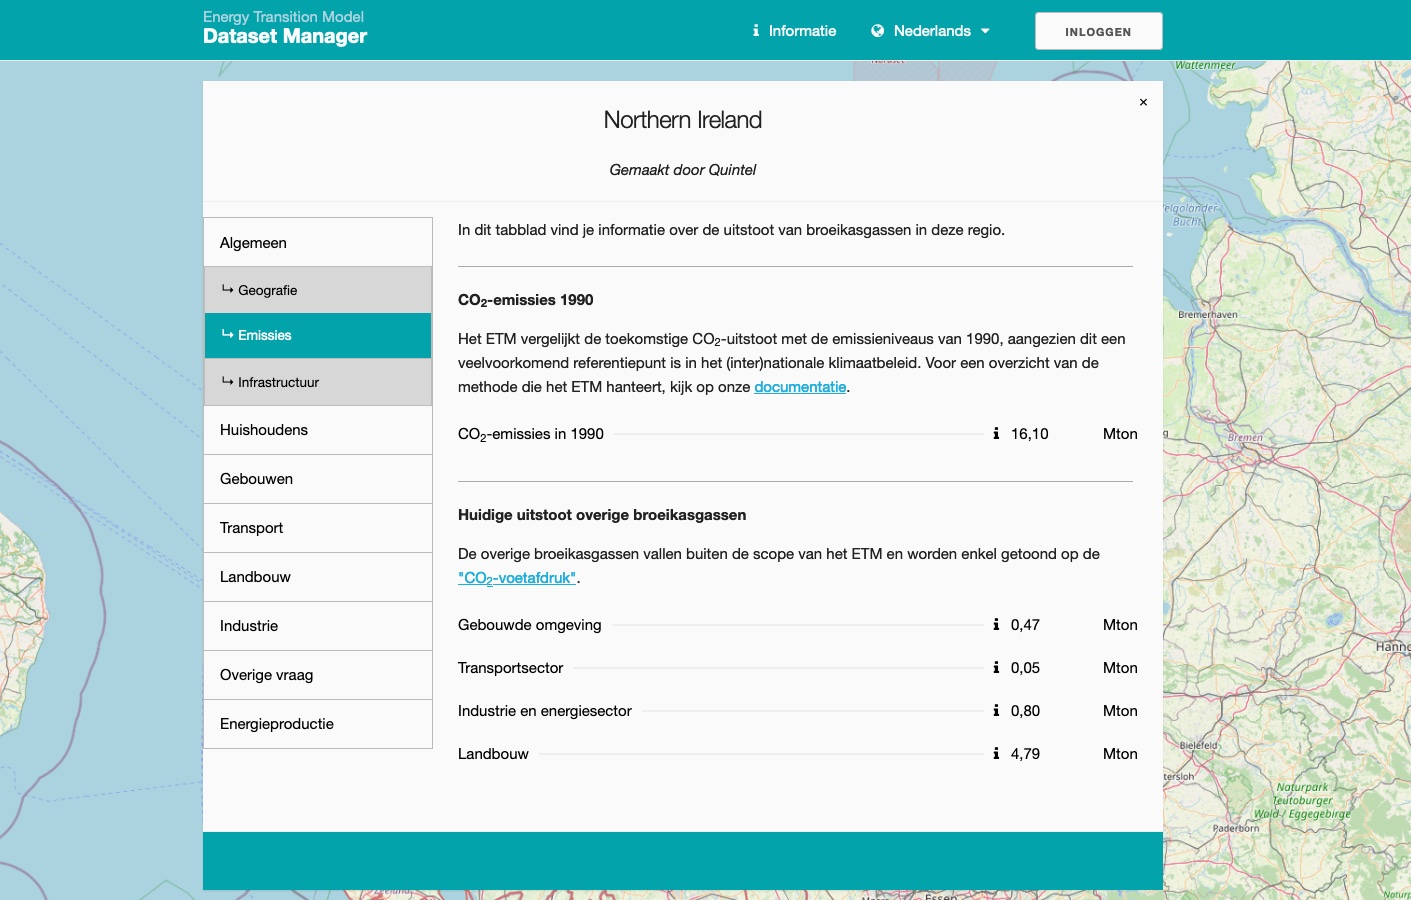 Energy Transition Model
Dataset Manager
Informatie
Nederlands
INLOGGEN
Wattenmeer
×
Northern Ireland
Gemaakt door Quintel
Algemeen
↳ Geografie
↳ Emissies
↳ Infrastructuur
Huishoudens
Gebouwen
Transport
Landbouw
Industrie
Overige vraag
Energieproductie
In dit tabblad vind je informatie over de uitstoot van broeikasgassen in deze regio.
CO₂-emissies 1990
Het ETM vergelijkt de toekomstige CO₂-uitstoot met de emissieniveaus van 1990, aangezien dit een
veelvoorkomend referentiepunt is in het (inter)nationale klimaatbeleid. Voor een overzicht van de
methode die het ETM hanteert, kijk op onze documentatie.
CO₂-emissies in 1990 16,10 Mton
Huidige uitstoot overige broeikasgassen
De overige broeikasgassen vallen buiten de scope van het ETM en worden enkel getoond op de
"CO₂-voetafdruk".
Gebouwde omgeving 0,47 Mton
Transportsector 0,05 Mton
Industrie en energiesector 0,80 Mton
Landbouw 4,79 Mton
elgoländer
Bucht
Bremerhaven
Bremen
Hanno
Bielefeld
tersloh
Naturpark
Teutoburger
Wald / Eggegebirge
Paderborn
Essen